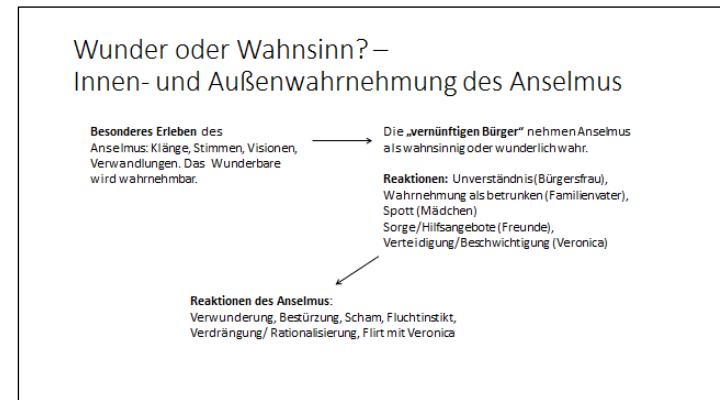 Wunder oder Wahnsinn? –
Innen- und Außenwahrnehmung des Anselmus
Besonderes Erleben des
Anselmus: Klänge, Stimmen, Visionen,
Verwandlungen. Das Wunderbare
wird wahrnehmbar.
Die „vernünftigen Bürger“ nehmen Anselmus
als wahnsinnig oder wunderlich wahr.
Reaktionen: Unverständnis (Bürgersfrau),
Wahrnehmung als betrunken (Familienvater),
Spott (Mädchen)
Sorge/Hilfsangebote (Freunde),
Verteidigung/Beschwichtigung (Veronica)
Reaktionen des Anselmus:
Verwunderung, Bestürzung, Scham, Fluchtinstikt,
Verdrängung/ Rationalisierung, Flirt mit Veronica